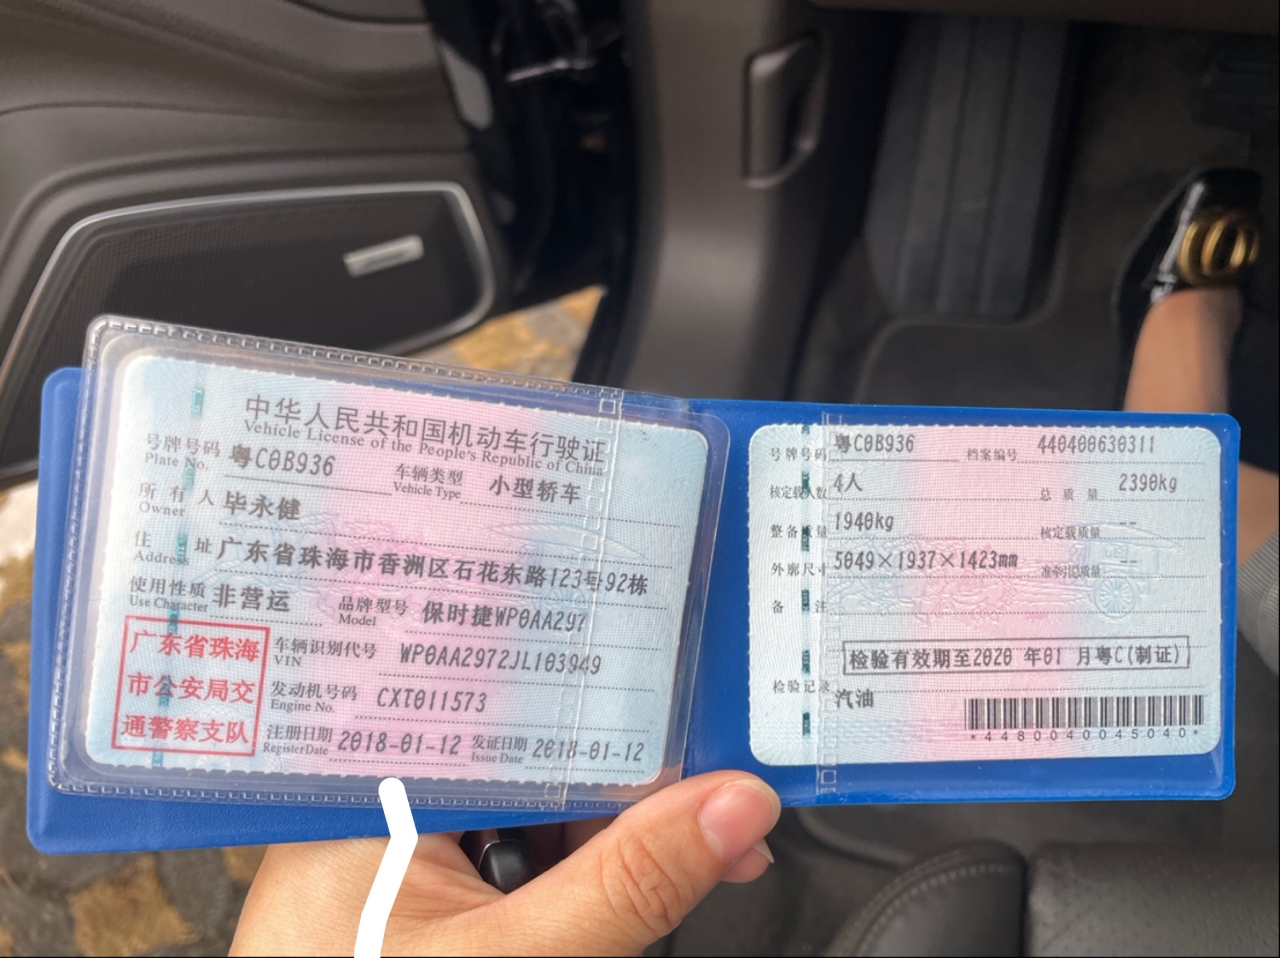 中华人民共和国机动车行驶证
Vehicle License of the People's Republic of China
号牌号码 粤C0B936 车辆类型 小型轿车
Plate No. Vehicle Type
所有人 毕永健
Owner
住址 广东省珠海市香洲区石花东路123号92栋
Address
使用性质 非营运 品牌型号 保时捷WP0AA297
Use Character Model
广东省珠海
市公安局交
通警察支队
车辆识别代号 WP0AA2972JL103949
VIN
发动机号码 CXT011573
Engine No.
注册日期 2018-01-12 发证日期 2018-01-12
Register Date Issue Date
号牌号码 粤C0B936 档案编号 440400630311
核定载人数 4人 总质量 2390kg
整备质量 1940kg 核定载质量 --
外廓尺寸 5049×1937×1423mm 准牵引总质量 --
备注
检验有效期至2020 年01 月粤C(制证)
检验记录
汽油
*4480040045040*